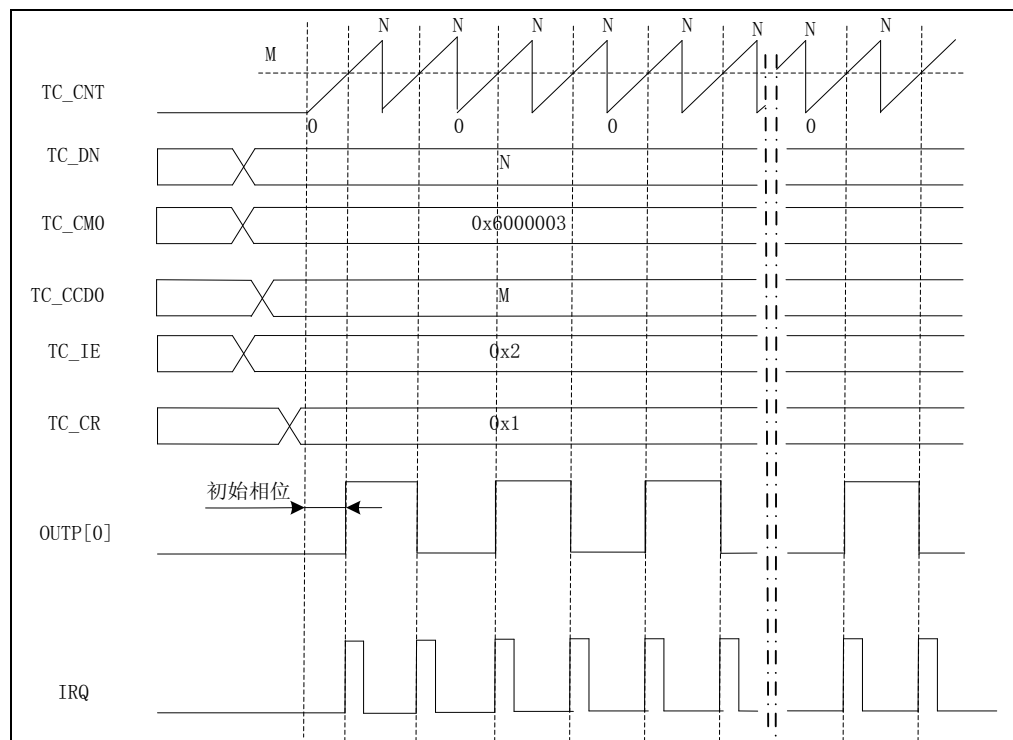 N N N N N N N N
M
TC_CNT
0 0 0 0
TC_DN
N
TC_CM0
0x6000003
TC_CCD0
M
TC_IE
0x2
TC_CR
0x1
初始相位
OUTP[0]
IRQ